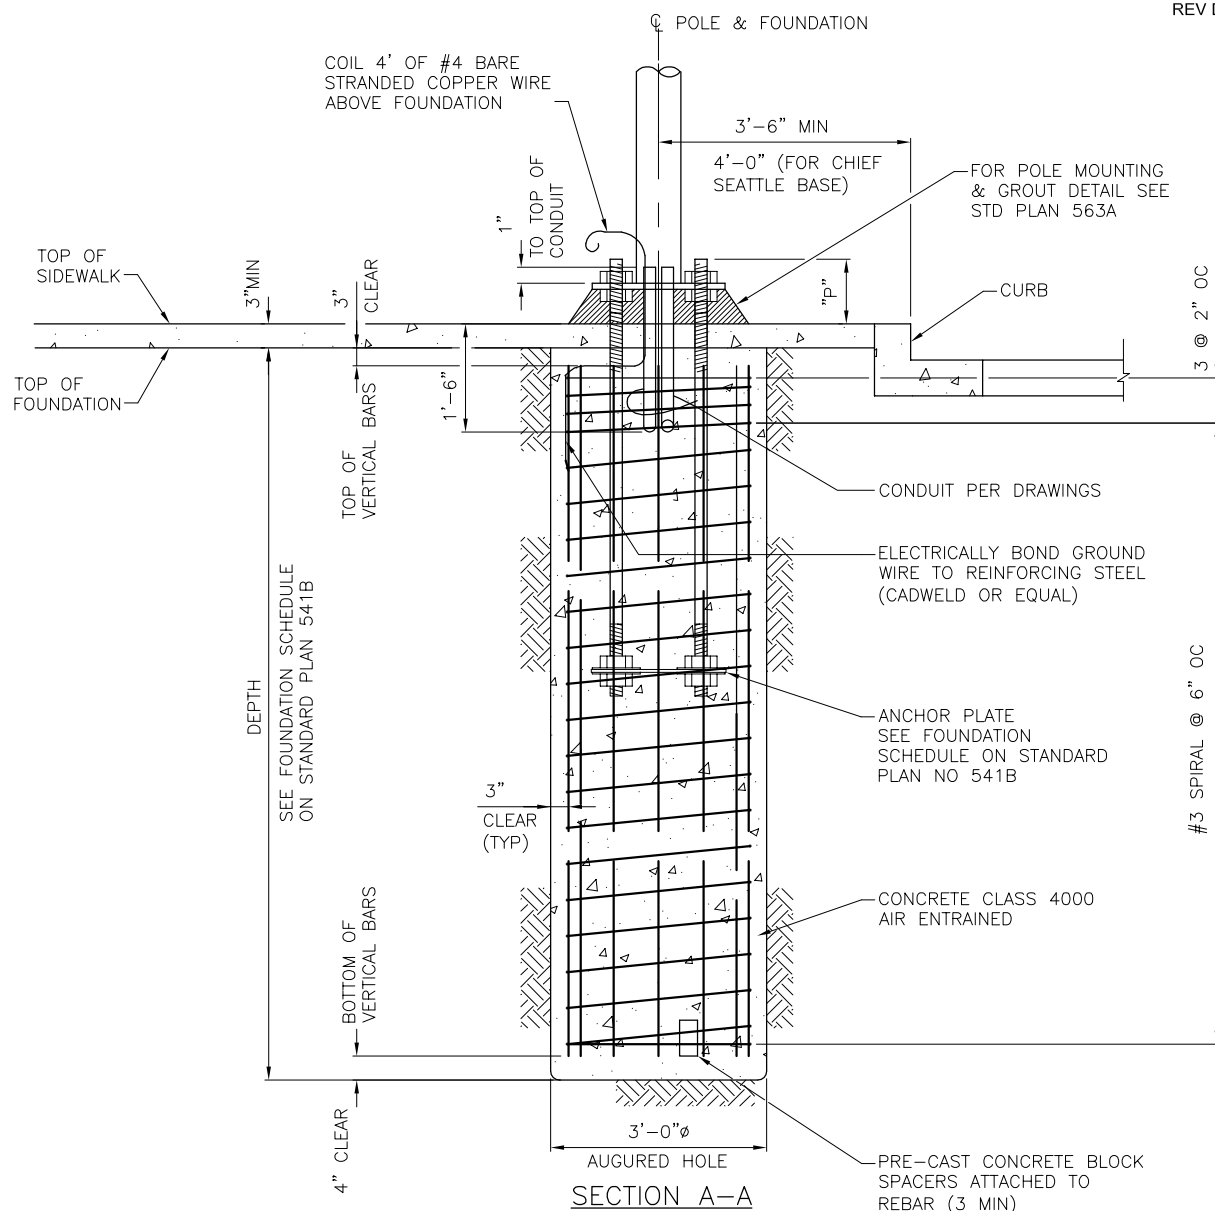 REV D
℄ POLE & FOUNDATION
COIL 4' OF #4 BARE
STRANDED COPPER WIRE
ABOVE FOUNDATION
3'-6" MIN
4'-0" (FOR CHIEF
SEATTLE BASE)
FOR POLE MOUNTING
& GROUT DETAIL SEE
STD PLAN 563A
1"
TO TOP OF
CONDUIT
TOP OF
SIDEWALK
3"MIN
3"
CLEAR
"P"
CURB
3 @ 2" OC
TOP OF
FOUNDATION
1'-6"
TOP OF
VERTICAL BARS
CONDUIT PER DRAWINGS
ELECTRICALLY BOND GROUND
WIRE TO REINFORCING STEEL
(CADWELD OR EQUAL)
DEPTH
SEE FOUNDATION SCHEDULE
ON STANDARD PLAN 541B
#3 SPIRAL @ 6" OC
ANCHOR PLATE
SEE FOUNDATION
SCHEDULE ON STANDARD
PLAN NO 541B
3"
CLEAR
(TYP)
CONCRETE CLASS 4000
AIR ENTRAINED
BOTTOM OF
VERTICAL BARS
4" CLEAR
3'-0"ø
AUGURED HOLE
PRE-CAST CONCRETE BLOCK
SPACERS ATTACHED TO
REBAR (3 MIN)
SECTION A-A